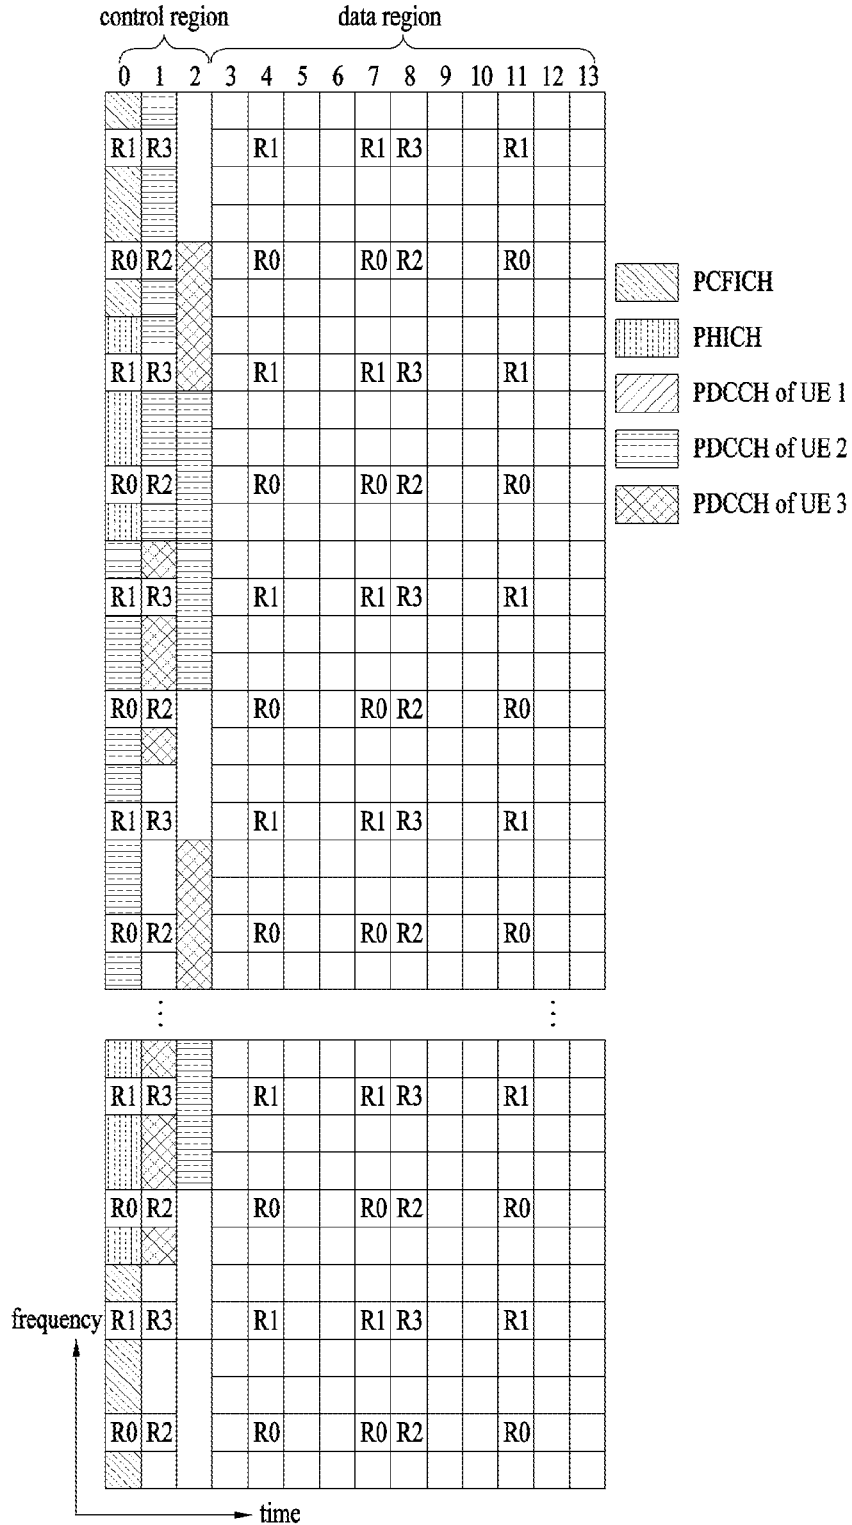 control region data region
0 1 2 3 4 5 6 7 8 9 10 11 12 13
R1 R3 R1 R1 R3 R1
R0 R2 R0 R0 R2 R0
PCFICH
PHICH
R1 R3 R1 R1 R3 R1
PDCCH of UE 1
PDCCH of UE 2
R0 R2 R0 R0 R2 R0
PDCCH of UE 3
R1 R3 R1 R1 R3 R1
R0 R2 R0 R0 R2 R0
R1 R3 R1 R1 R3 R1
R0 R2 R0 R0 R2 R0
R1 R3 R1 R1 R3 R1
R0 R2 R0 R0 R2 R0
frequency R1 R3 R1 R1 R3 R1
R0 R2 R0 R0 R2 R0
time